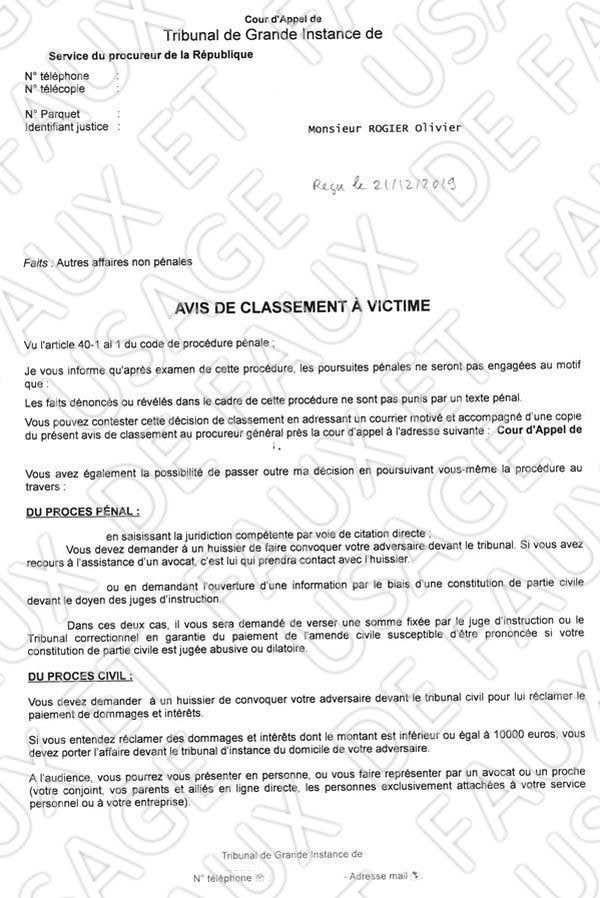 Cour d'Appel de
Tribunal de Grande Instance de
Service du procureur de la République
N° téléphone :
N° télécopie :
N° Parquet :
Identifiant justice :
Monsieur ROGIER Olivier
Reçu le 21/12/2019
Faits : Autres affaires non pénales
AVIS DE CLASSEMENT À VICTIME
Vu l'article 40-1 al 1 du code de procédure pénale ;
Je vous informe qu'après examen de cette procédure, les poursuites pénales ne seront pas engagées au motif
que :
Les faits dénoncés ou révélés dans le cadre de cette procédure ne sont pas punis par un texte pénal.
Vous pouvez contester cette décision de classement en adressant un courrier motivé et accompagné d'une copie
du présent avis de classement au procureur général près la cour d'appel à l'adresse suivante : Cour d'Appel de
Vous avez également la possibilité de passer outre ma décision en poursuivant vous-même la procédure au
travers :
DU PROCES PÉNAL :
en saisissant la juridiction compétente par voie de citation directe ;
Vous devez demander à un huissier de faire convoquer votre adversaire devant le tribunal. Si vous avez
recours à l'assistance d'un avocat, c'est lui qui prendra contact avec l'huissier.
ou en demandant l'ouverture d'une information par le biais d'une constitution de partie civile
devant le doyen des juges d'instruction.
Dans ces deux cas, il vous sera demandé de verser une somme fixée par le juge d'instruction ou le
Tribunal correctionnel en garantie du paiement de l'amende civile susceptible d'être prononcée si votre
constitution de partie civile est jugée abusive ou dilatoire.
DU PROCES CIVIL :
Vous devez demander à un huissier de convoquer votre adversaire devant le tribunal civil pour lui réclamer le
paiement de dommages et intérêts.
Si vous entendez réclamer des dommages et intérêts dont le montant est inférieur ou égal à 10000 euros, vous
devez porter l'affaire devant le tribunal d'instance du domicile de votre adversaire.
A l'audience, vous pourrez vous présenter en personne, ou vous faire représenter par un avocat ou un proche
(votre conjoint, vos parents et alliés en ligne directe, les personnes exclusivement attachées à votre service
personnel ou à votre entreprise).
Tribunal de Grande Instance de
N° téléphone : - Adresse mail :
FAUX ET USAGE DE FAUX